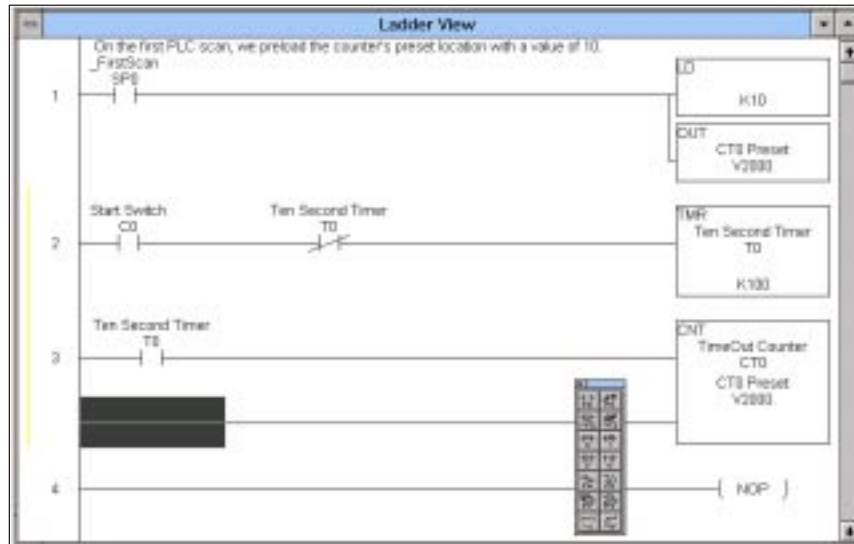 Ladder View
On the first PLC scan, we preload the counter's preset location with a value of 10.
_FirstScan
SP0
1
LD
K10
OUT
CT0 Preset
V2000
Start Switch
C0
Ten Second Timer
T0
2
TMR
Ten Second Timer
T0
K100
Ten Second Timer
T0
3
CNT
TimeOut Counter
CT0
CT0 Preset
V2000
4
NOP